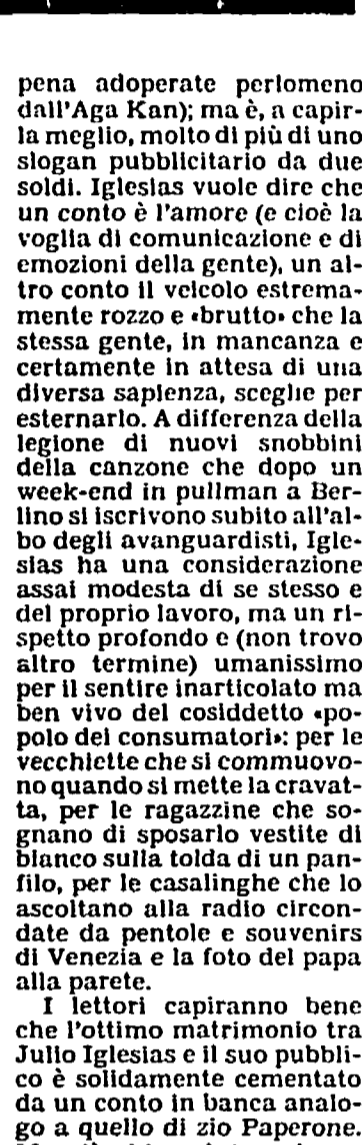 pena adoperate perlomeno
dall'Aga Kan); ma è, a capir-
la meglio, molto di più di uno
slogan pubblicitario da due
soldi. Iglesias vuole dire che
un conto è l'amore (e cioè la
voglia di comunicazione e di
emozioni della gente), un al-
tro conto il veicolo estrema-
mente rozzo e «brutto» che la
stessa gente, in mancanza e
certamente in attesa di una
diversa sapienza, sceglie per
esternarlo. A differenza della
legione di nuovi snobbini
della canzone che dopo un
week-end in pullman a Ber-
lino si iscrivono subito all'al-
bo degli avanguardisti, Igle-
sias ha una considerazione
assai modesta di se stesso e
del proprio lavoro, ma un ri-
spetto profondo e (non trovo
altro termine) umanissimo
per il sentire inarticolato ma
ben vivo del cosiddetto «po-
polo dei consumatori»: per le
vecchiette che si commuovo-
no quando si mette la cravat-
ta, per le ragazzine che so-
gnano di sposarlo vestite di
bianco sulla tolda di un pan-
filo, per le casalinghe che lo
ascoltano alla radio circon-
date da pentole e souvenirs
di Venezia e la foto del papa
alla parete.
I lettori capiranno bene
che l'ottimo matrimonio tra
Julio Iglesias e il suo pubbli-
co è solidamente cementato
da un conto in banca analo-
go a quello di zio Paperone.